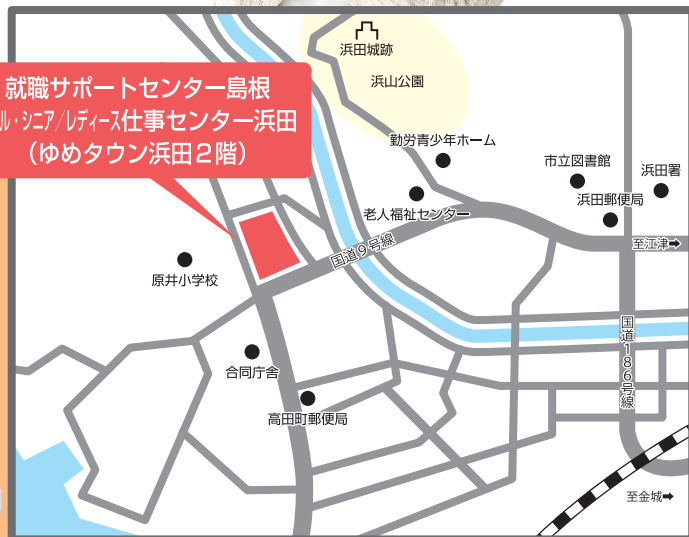 浜田城跡
浜山公園
就職サポートセンター島根
ル・シニア/レディース仕事センター浜田
(ゆめタウン浜田2階)
勤労青少年ホーム
市立図書館
浜田署
老人福祉センター
浜田郵便局
国道9号線
至江津➡
原井小学校
国道186号線
合同庁舎
高田町郵便局
至金城➡